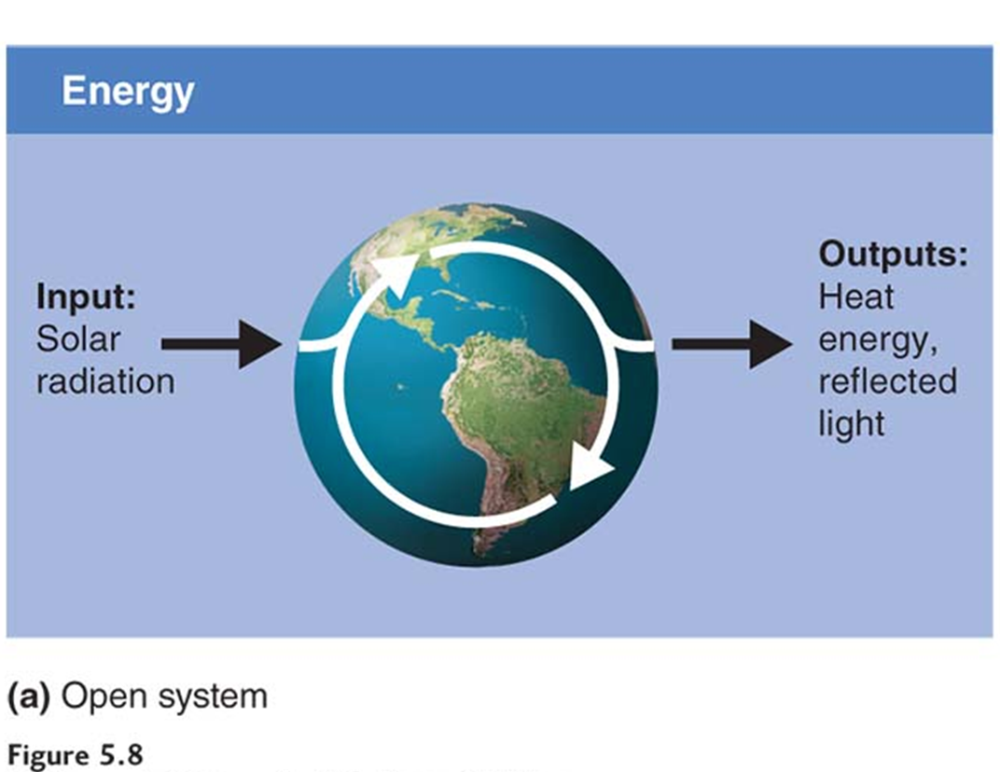 Energy
Input:
Solar
radiation
Outputs:
Heat
energy,
reflected
light
(a) Open system
Figure 5.8